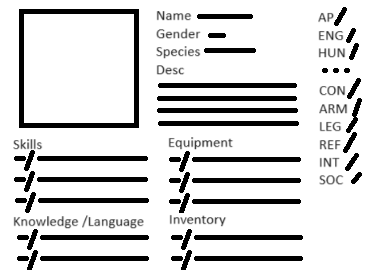 Name
Gender
Species
Desc
AP/
ENG/
HUN/
...
CON/
ARM/
LEG/
REF/
INT/
SOC/
Skills
-/
-/
-/
Equipment
-/
-/
-/
Knowledge /Language
-/
-/
Inventory
-/
-/